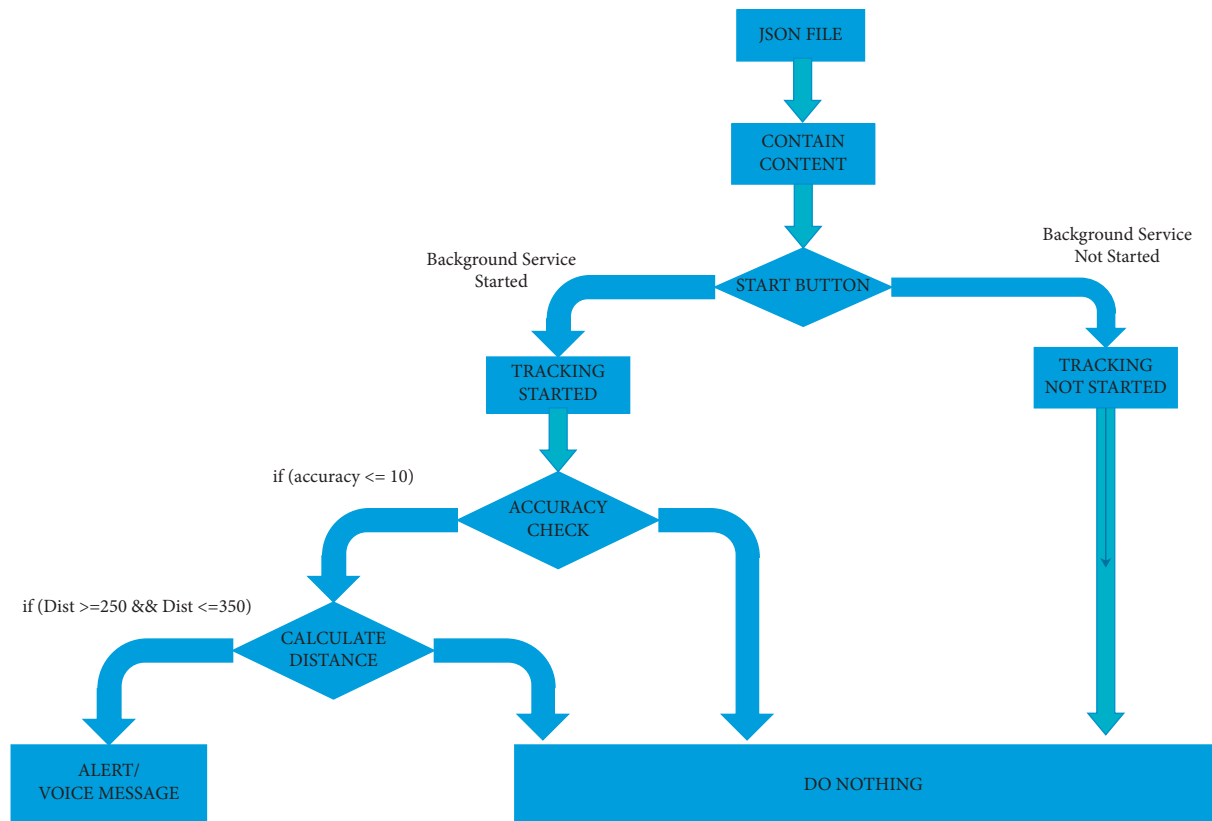 JSON FILE
CONTAIN
CONTENT
Background Service
Not Started
Background Service
Started
START BUTTON
TRACKING
STARTED
TRACKING
NOT STARTED
if (accuracy <= 10)
ACCURACY
CHECK
if (Dist >=250 && Dist <=350)
CALCULATE
DISTANCE
ALERT/
VOICE MESSAGE
DO NOTHING